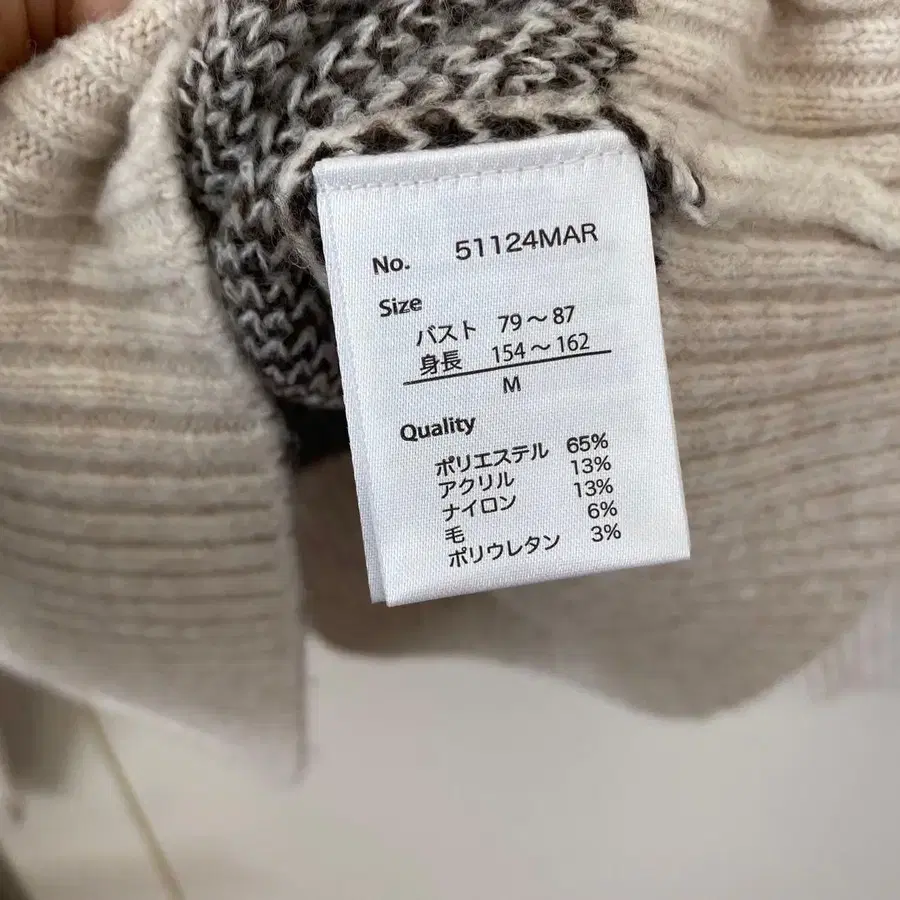 No. 51124MAR
Size
バスト 79～87
身長 154～162
M
Quality
ポリエステル 65%
アクリル 13%
ナイロン 13%
毛 6%
ポリウレタン 3%